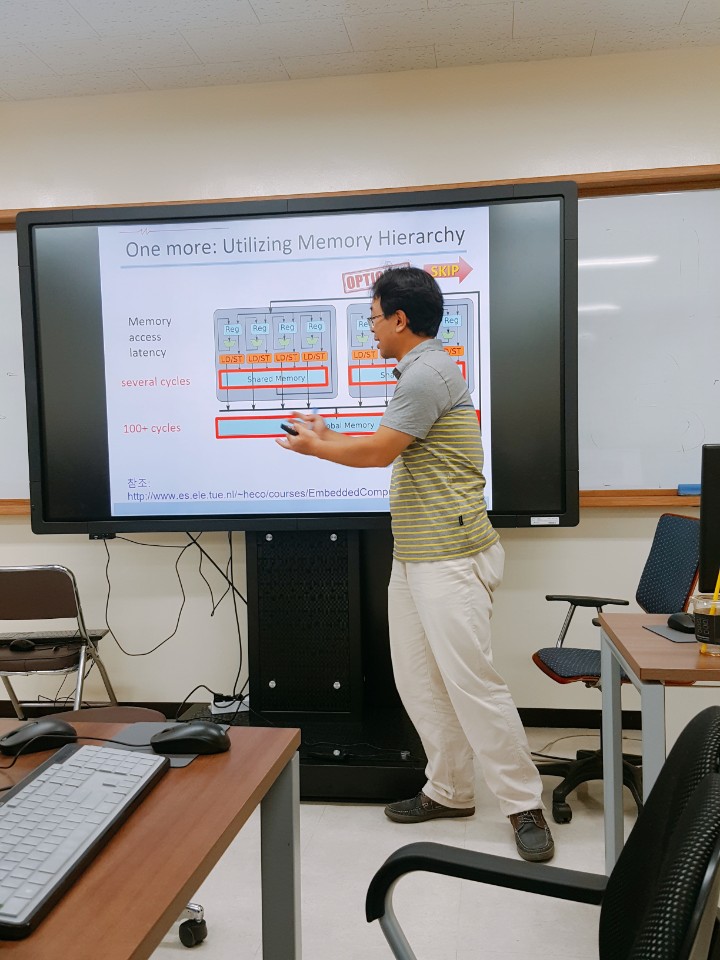 One more: Utilizing Memory Hierarchy
SKIP
Memory
access
latency
Reg Reg Reg Reg
LD/ST LD/ST LD/ST LD/ST
several cycles
Shared Memory
100+ cycles
Memory
참조:
http://www.es.ele.tue.nl/~heco/courses/EmbeddedComp